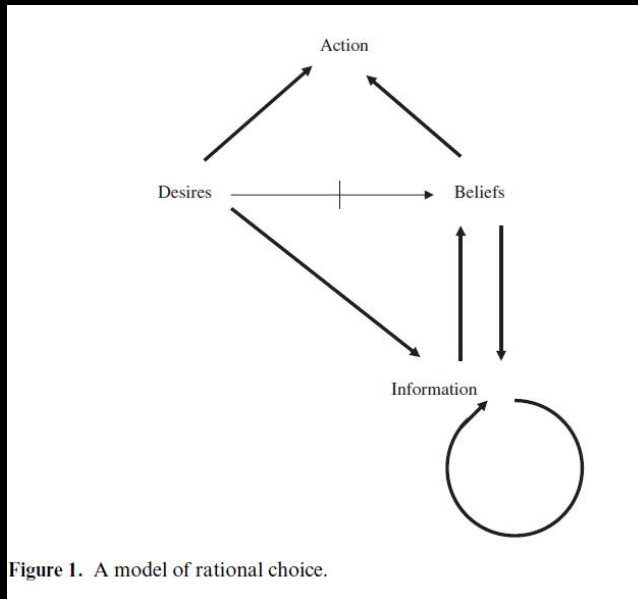 Action
Desires
Beliefs
Information
Figure 1. A model of rational choice.